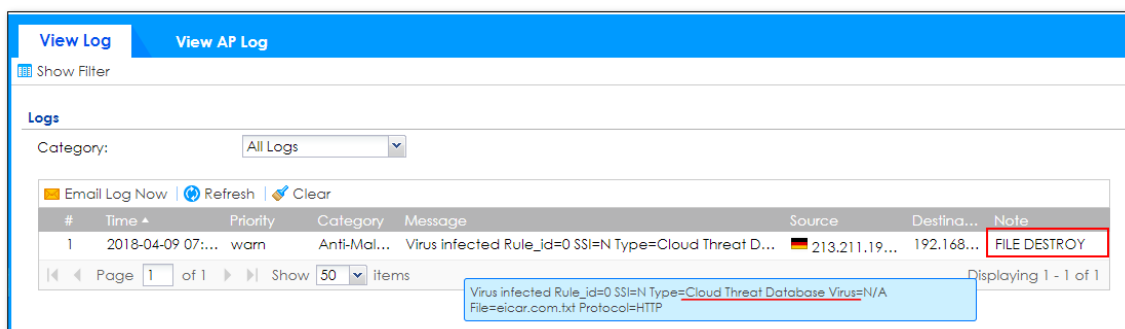 View Log View AP Log
Show Filter
Logs
Category: All Logs
Email Log Now Refresh Clear
# Time Priority Category Message Source Destina... Note
1 2018-04-09 07:... warn Anti-Mal... Virus infected Rule_id=0 SSI=N Type=Cloud Threat D... 213.211.19... 192.168... FILE DESTROY
Page 1 of 1 Show 50 items Displaying 1 - 1 of 1
Virus infected Rule_id=0 SSI=N Type=Cloud Threat Database Virus=N/A
File=eicar.com.txt Protocol=HTTP